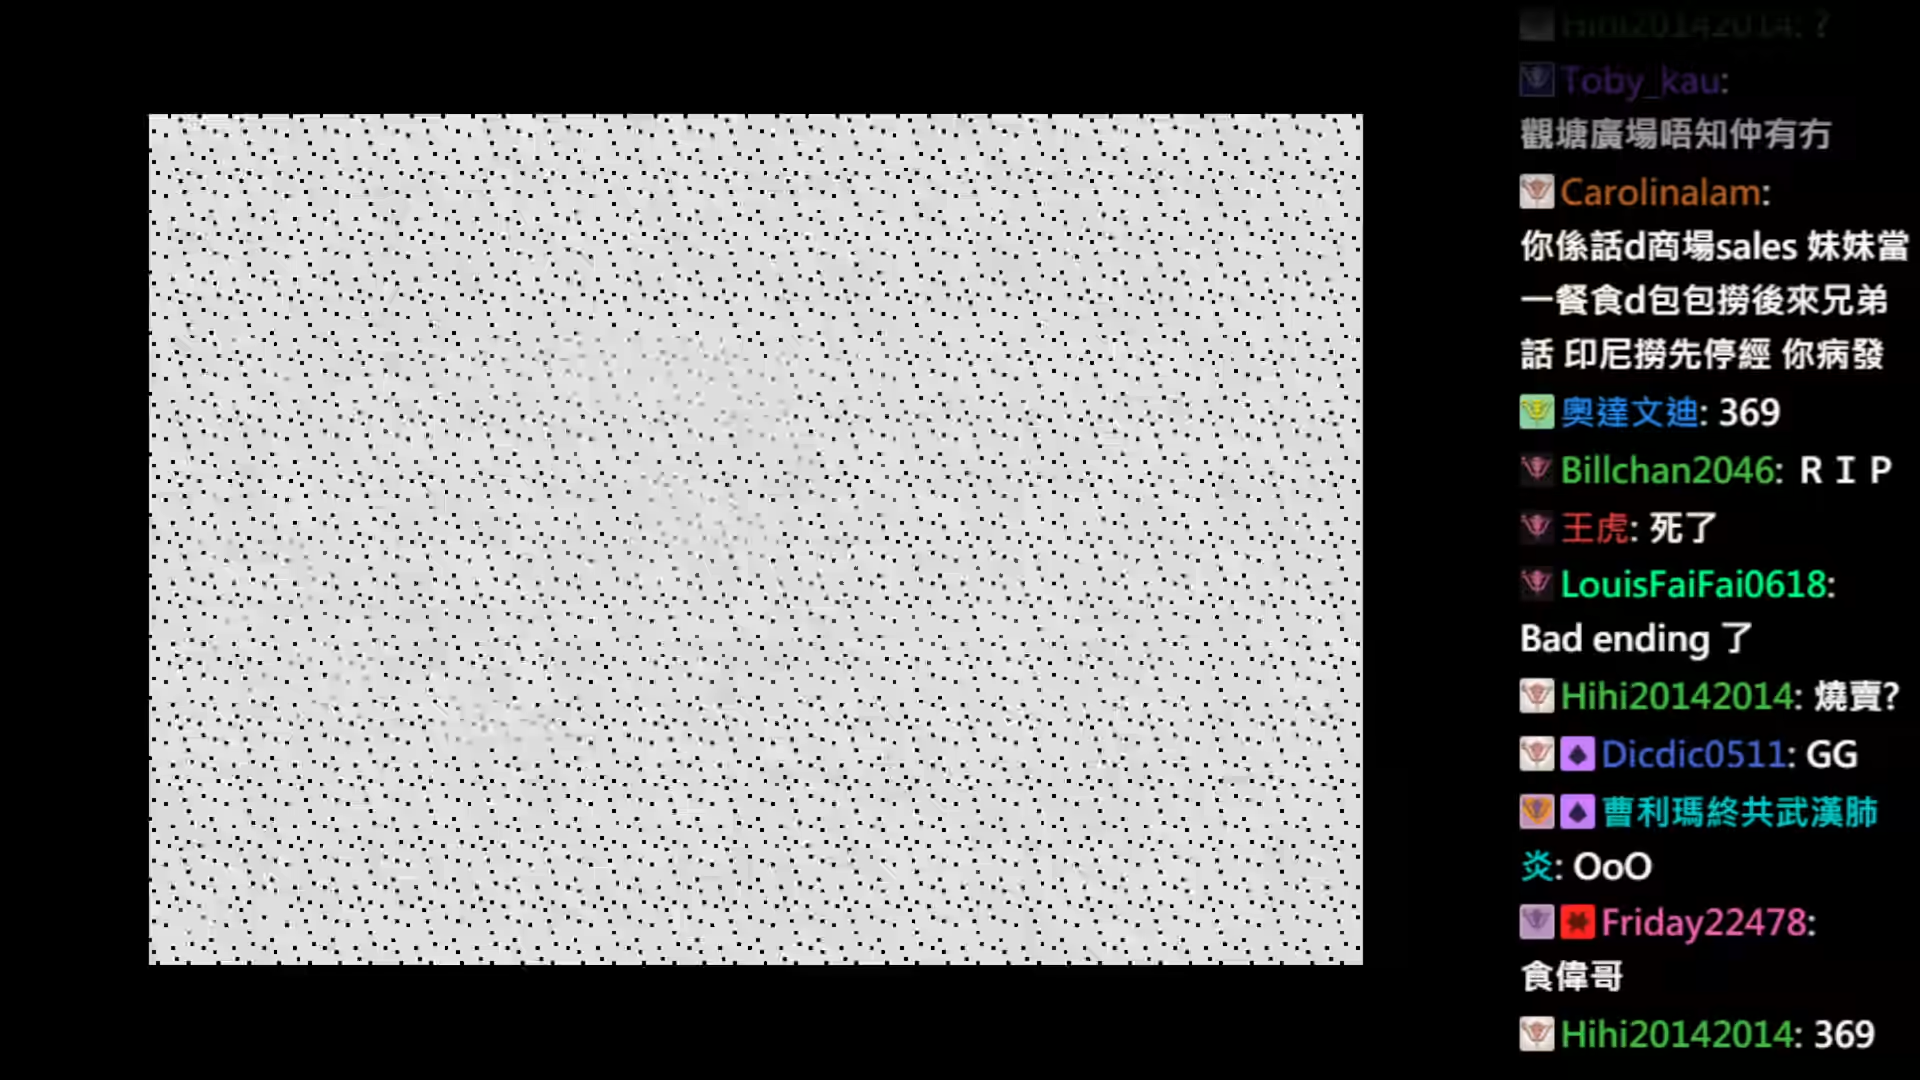 Hihi20142014: ?
Toby_kau:
觀塘廣場唔知仲有冇
Carolinalam:
你係話d商場sales 妹妹當
一餐食d包包撈後來兄弟
話 印尼撈先停經 你病發
奧達文迪: 369
Billchan2046: R I P
王虎: 死了
LouisFaiFai0618:
Bad ending 了
Hihi20142014: 燒賣?
Dicdic0511: GG
曹利瑪終共武漢肺
炎: OoO
Friday22478:
食偉哥
Hihi20142014: 369